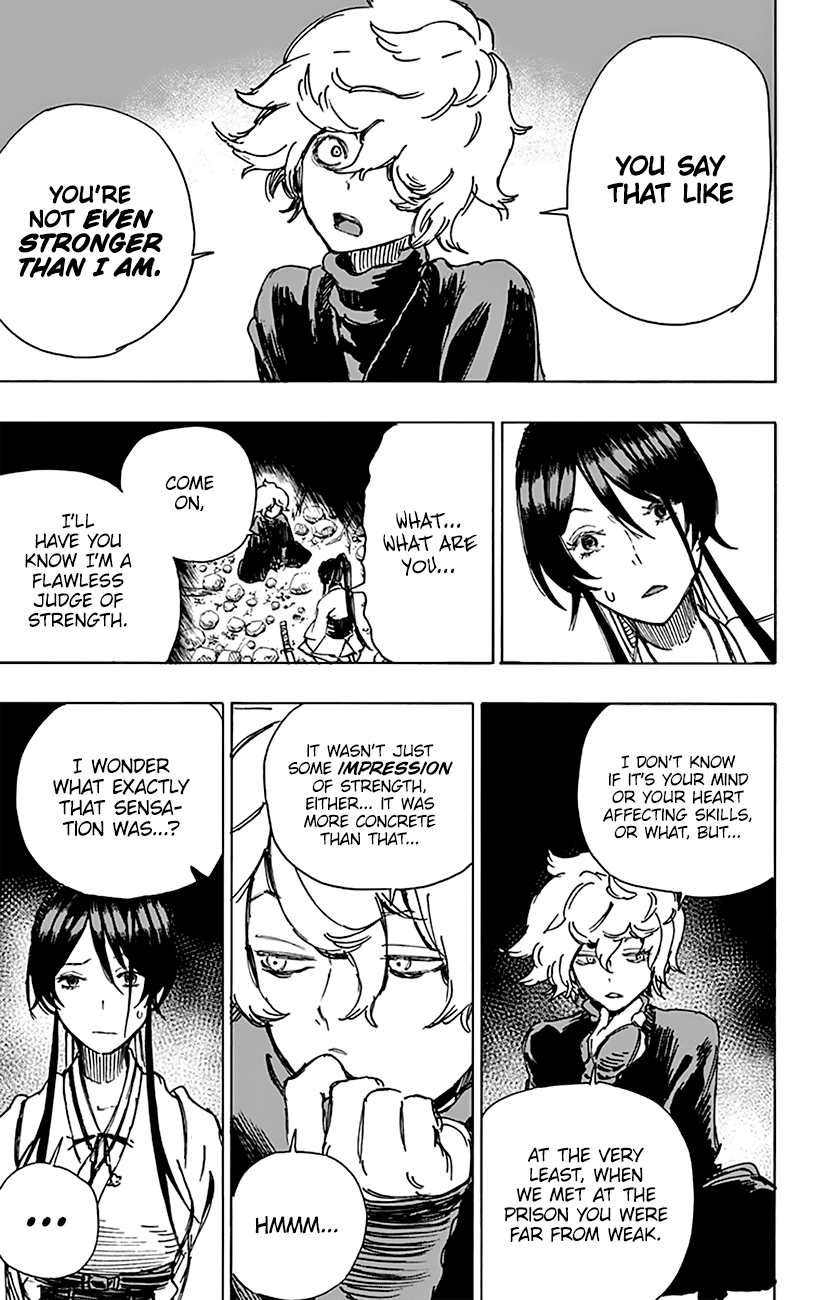 YOU SAY
THAT LIKE
YOU'RE
NOT EVEN
STRONGER
THAN I AM.
WHAT...
WHAT ARE
YOU...
COME
ON,
I'LL
HAVE YOU
KNOW I'M A
FLAWLESS
JUDGE OF
STRENGTH.
I DON'T KNOW
IF IT'S YOUR MIND
OR YOUR HEART
AFFECTING SKILLS,
OR WHAT, BUT...
AT THE VERY
LEAST, WHEN
WE MET AT THE
PRISON YOU WERE
FAR FROM WEAK.
IT WASN'T JUST
SOME IMPRESSION
OF STRENGTH,
EITHER... IT WAS
MORE CONCRETE
THAN THAT...
HMMM...
I WONDER
WHAT EXACTLY
THAT SENSA-
TION WAS...?
...